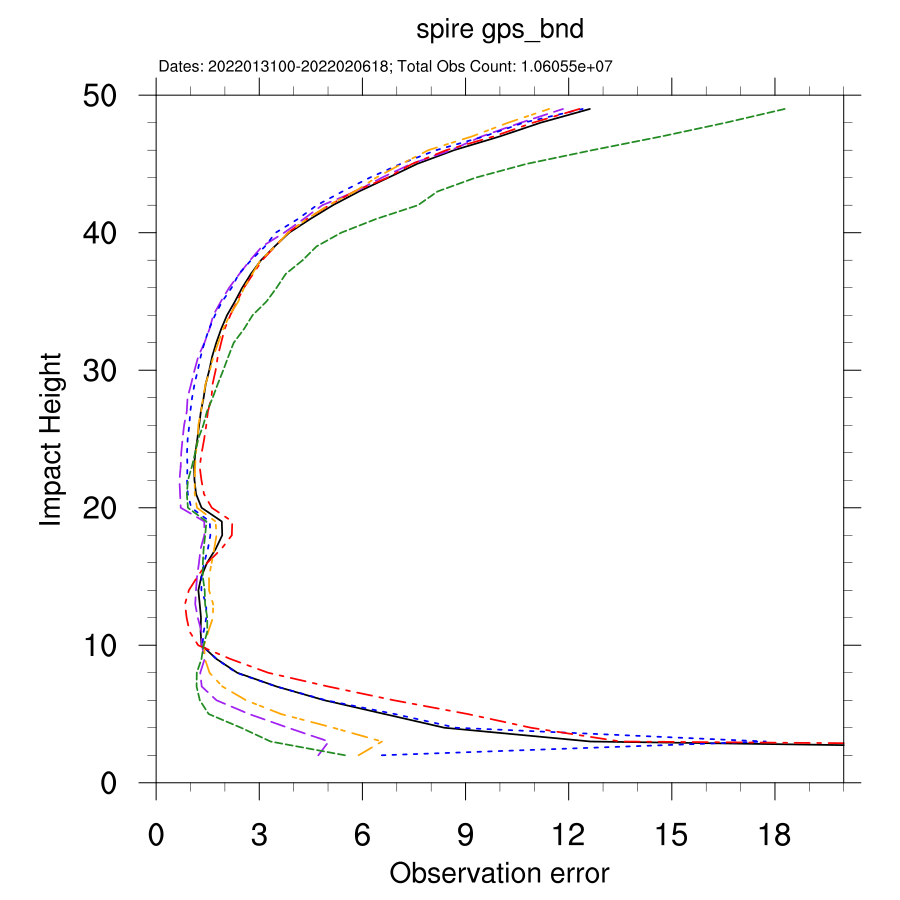 spire gps_bnd
Dates: 2022013100-2022020618; Total Obs Count: 1.06055e+07
50
40
30
20
10
0
Impact Height
0 3 6 9 12 15 18
Observation error